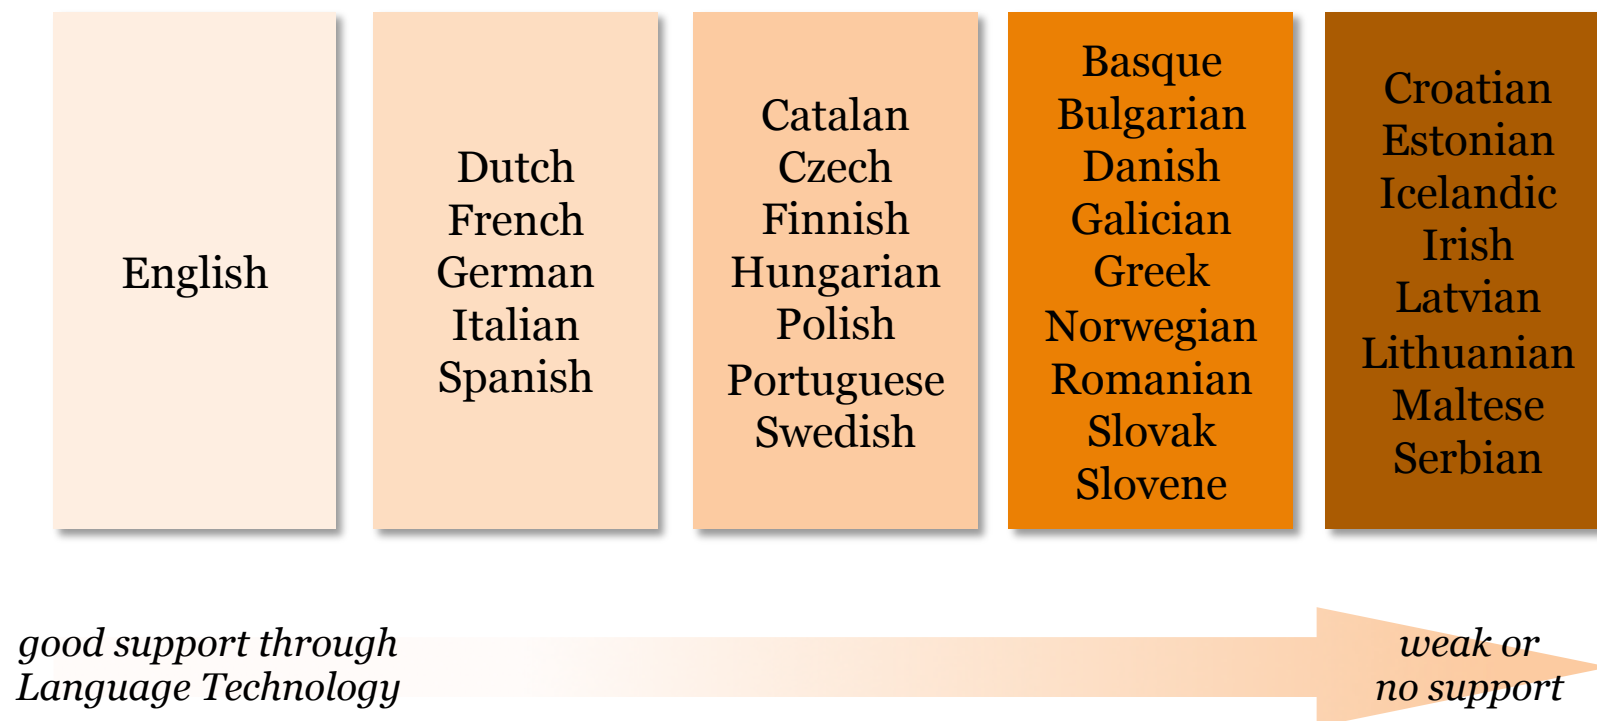 English
Dutch
French
German
Italian
Spanish
Catalan
Czech
Finnish
Hungarian
Polish
Portuguese
Swedish
Basque
Bulgarian
Danish
Galician
Greek
Norwegian
Romanian
Slovak
Slovene
Croatian
Estonian
Icelandic
Irish
Latvian
Lithuanian
Maltese
Serbian
good support through
Language Technology
weak or
no support